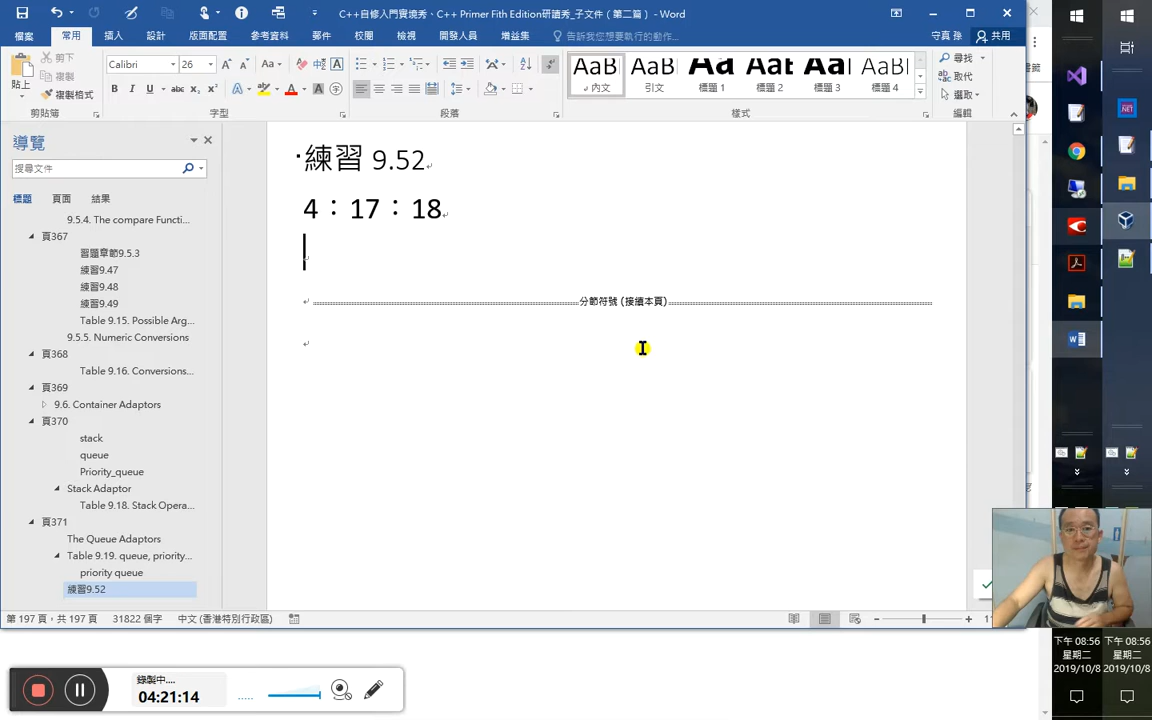 C++自修入門實境秀、C++ Primer Fith Edition研讀秀_子文件（第二篇） - Word
檔案 常用 插入 設計 版面配置 參考資料 郵件 校閱 檢視 開發人員 增益集 告訴我您想要執行的動作... 守真 孫 共用
貼上 剪下 複製 複製格式
Calibri 26
AaB 內文 AaBb 引文 AaB 標題 1 AaBb 標題 2 AaB 標題 3 AaBb 標題 4
尋找 取代 選取
剪貼簿 字型 段落 樣式 編輯
導覽
搜尋文件
標題 頁面 結果
9.5.4. The compare Functi...
頁367
習題章節9.5.3
練習9.47
練習9.48
練習9.49
Table 9.15. Possible Arg...
9.5.5. Numeric Conversions
頁368
Table 9.16. Conversions...
頁369
9.6. Container Adaptors
頁370
stack
queue
Priority_queue
Stack Adaptor
Table 9.18. Stack Opera...
頁371
The Queue Adaptors
Table 9.19. queue, priority...
priority queue
練習9.52
練習 9.52
4：17：18
分節符號 (接續本頁)
第 197 頁，共 197 頁 31822 個字 中文 (香港特別行政區)
錄製中....
04:21:14
下午 08:56
星期二
2019/10/8
下午 08:56
星期二
2019/10/8